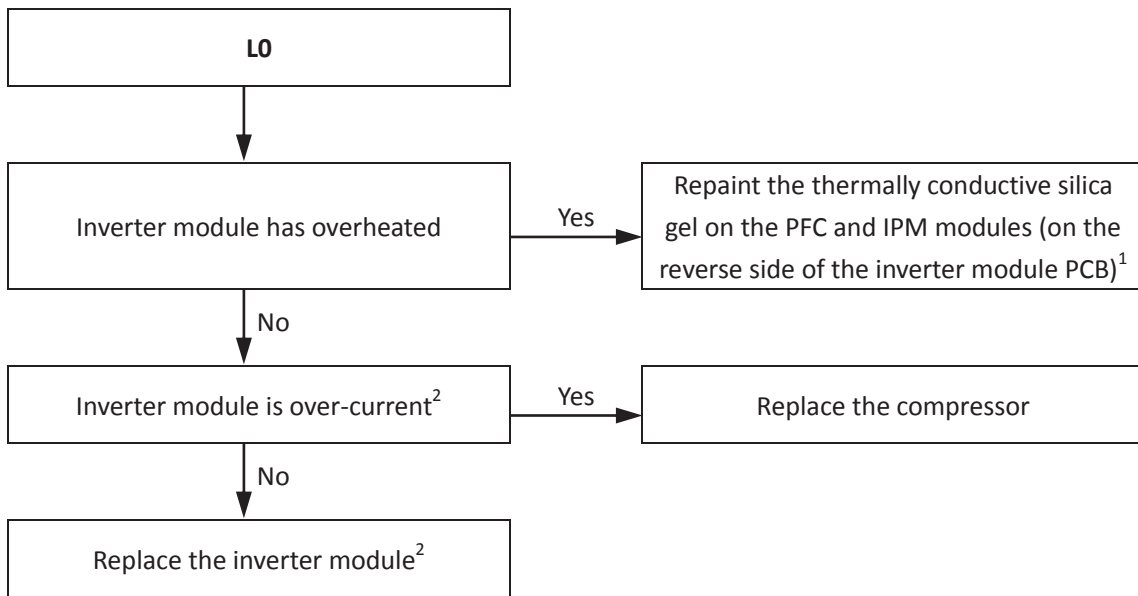 L0
Inverter module has overheated
Yes
Repaint the thermally conductive silica
gel on the PFC and IPM modules (on the
reverse side of the inverter module PCB)¹
No
Inverter module is over-current²
Yes
Replace the compressor
No
Replace the inverter module²